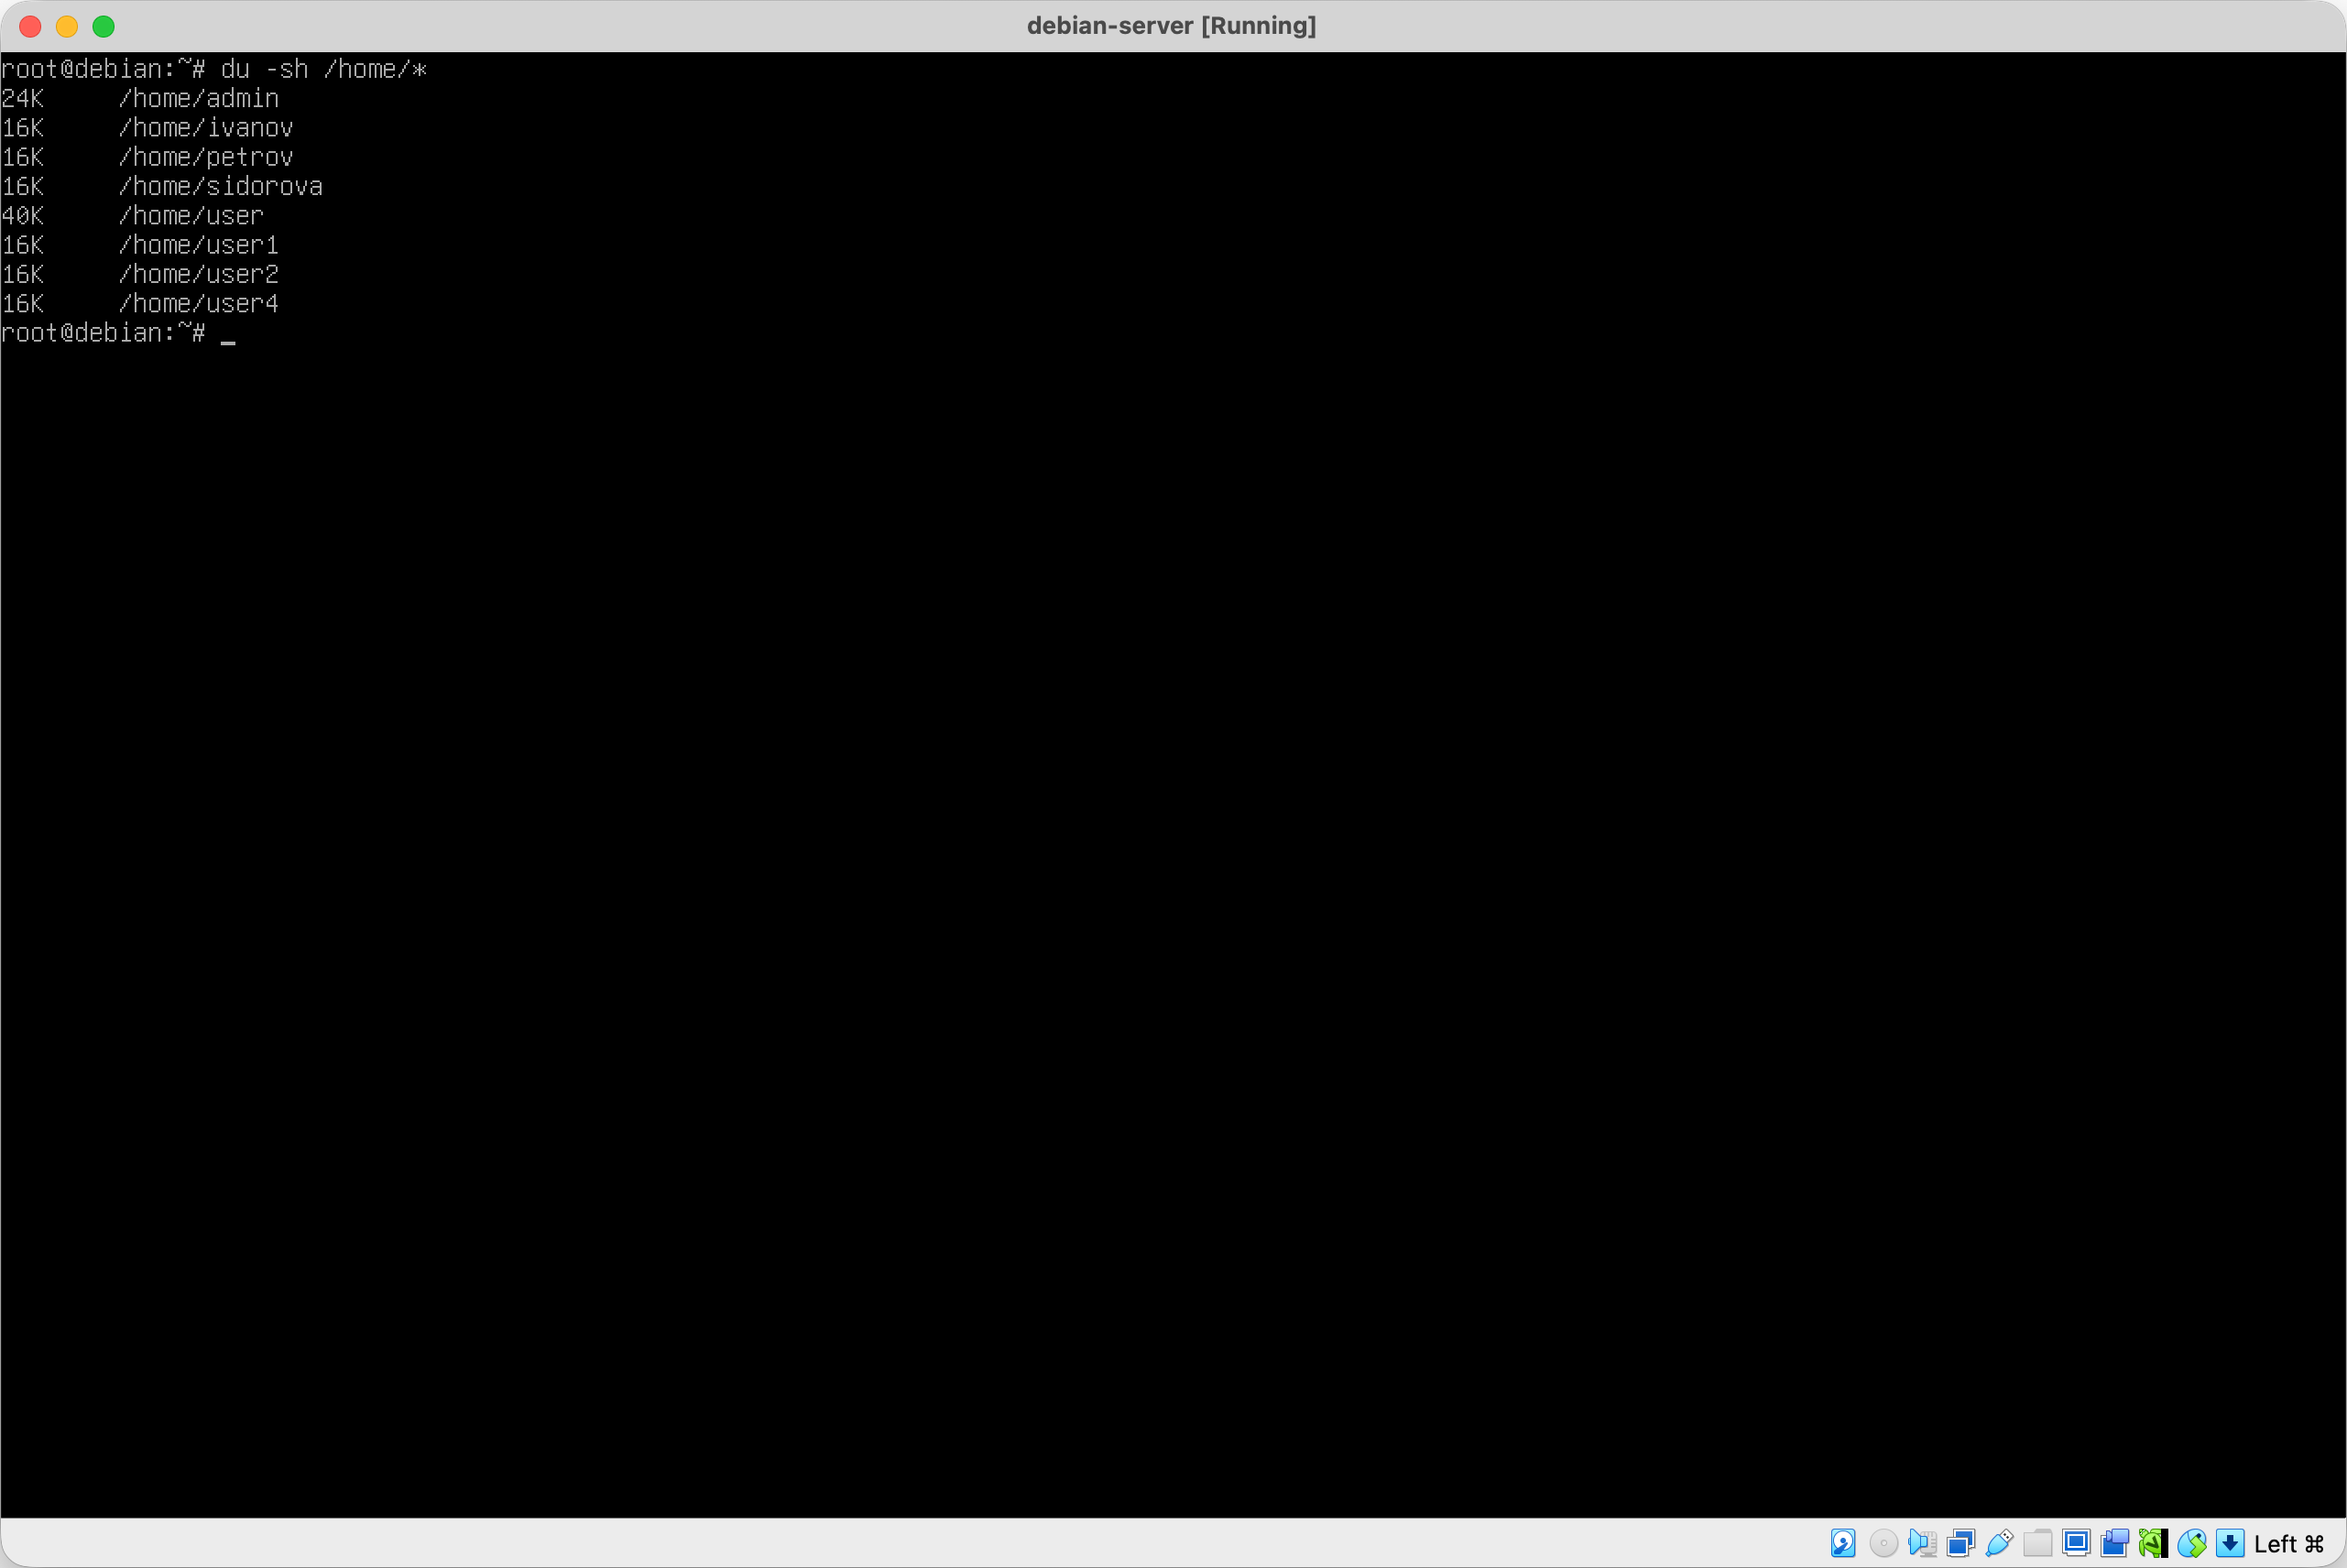 debian-server [Running]
root@debian:~# du -sh /home/*
24K     /home/admin
16K     /home/ivanov
16K     /home/petrov
16K     /home/sidorova
40K     /home/user
16K     /home/user1
16K     /home/user2
16K     /home/user4
root@debian:~# _
Left ⌘